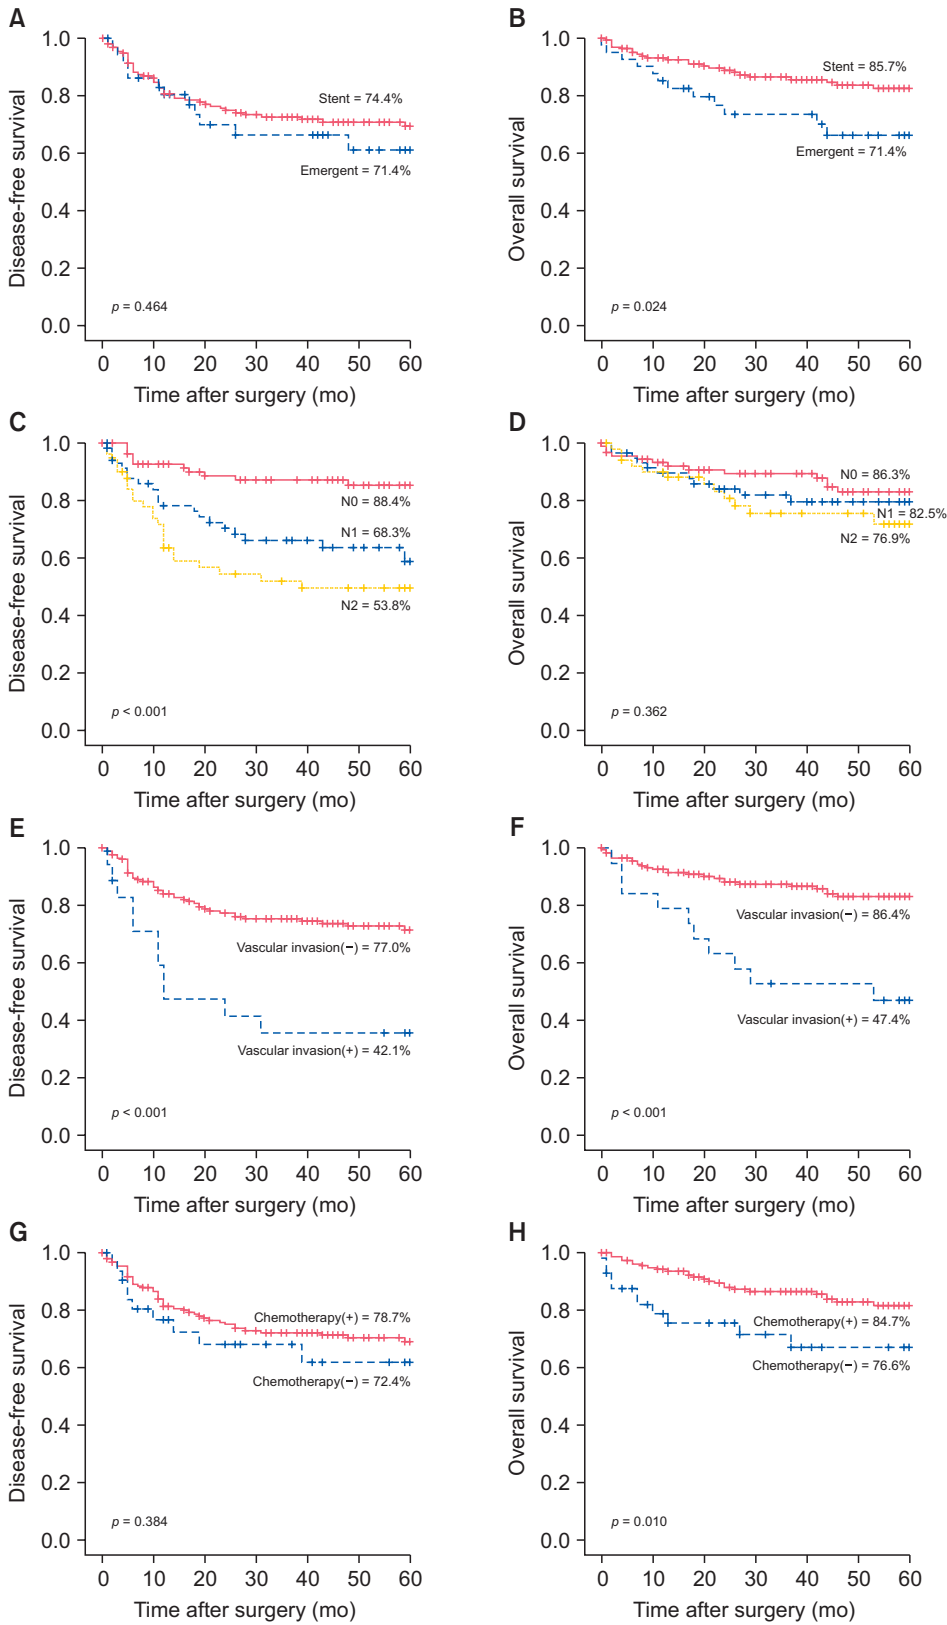 A
Disease-free survival
1.0
0.8
0.6
0.4
0.2
0.0
Stent = 74.4%
Emergent = 71.4%
p = 0.464
0 10 20 30 40 50 60
Time after surgery (mo)
B
Overall survival
1.0
0.8
0.6
0.4
0.2
0.0
Stent = 85.7%
Emergent = 71.4%
p = 0.024
0 10 20 30 40 50 60
Time after surgery (mo)
C
Disease-free survival
1.0
0.8
0.6
0.4
0.2
0.0
N0 = 88.4%
N1 = 68.3%
N2 = 53.8%
p < 0.001
0 10 20 30 40 50 60
Time after surgery (mo)
D
Overall survival
1.0
0.8
0.6
0.4
0.2
0.0
N0 = 86.3%
N1 = 82.5%
N2 = 76.9%
p = 0.362
0 10 20 30 40 50 60
Time after surgery (mo)
E
Disease-free survival
1.0
0.8
0.6
0.4
0.2
0.0
Vascular invasion(−) = 77.0%
Vascular invasion(+) = 42.1%
p < 0.001
0 10 20 30 40 50 60
Time after surgery (mo)
F
Overall survival
1.0
0.8
0.6
0.4
0.2
0.0
Vascular invasion(−) = 86.4%
Vascular invasion(+) = 47.4%
p < 0.001
0 10 20 30 40 50 60
Time after surgery (mo)
G
Disease-free survival
1.0
0.8
0.6
0.4
0.2
0.0
Chemotherapy(+) = 78.7%
Chemotherapy(−) = 72.4%
p = 0.384
0 10 20 30 40 50 60
Time after surgery (mo)
H
Overall survival
1.0
0.8
0.6
0.4
0.2
0.0
Chemotherapy(+) = 84.7%
Chemotherapy(−) = 76.6%
p = 0.010
0 10 20 30 40 50 60
Time after surgery (mo)